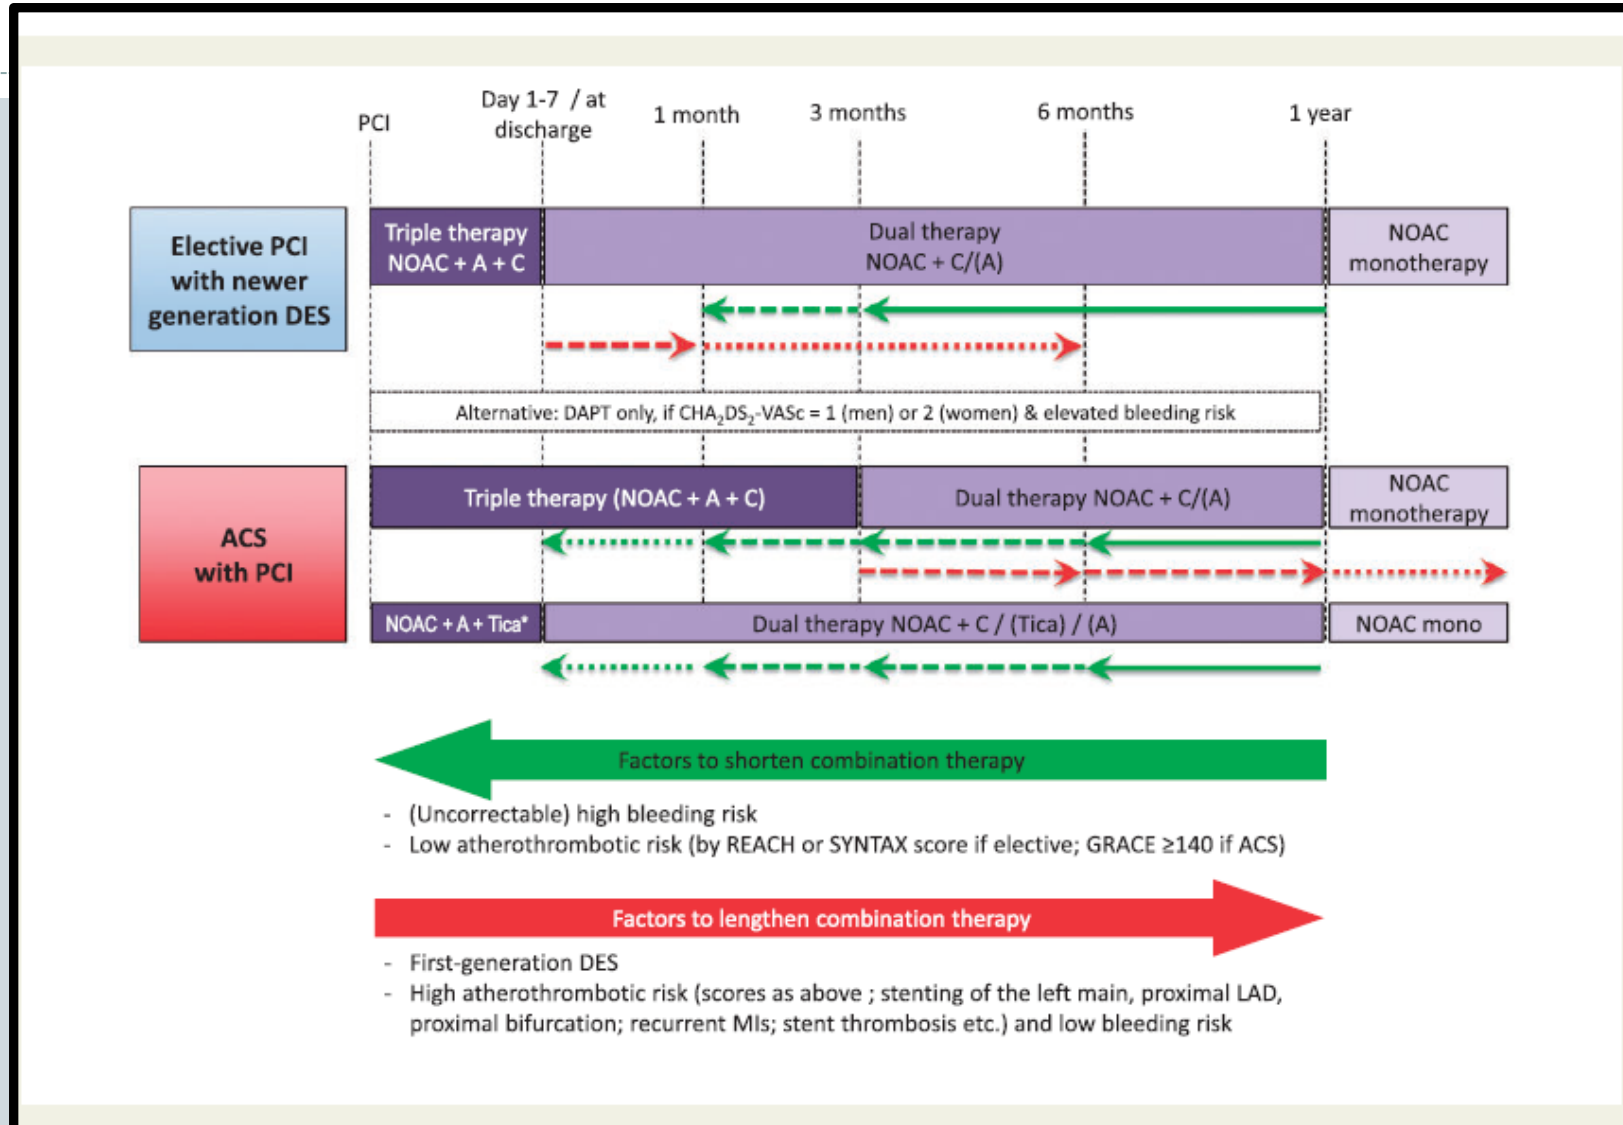 PCI
Day 1-7 / at
discharge
1 month
3 months
6 months
1 year
Elective PCI
with newer
generation DES
Triple therapy
NOAC + A + C
Dual therapy
NOAC + C/(A)
NOAC
monotherapy
Alternative: DAPT only, if CHA₂DS₂-VASc = 1 (men) or 2 (women) & elevated bleeding risk
ACS
with PCI
Triple therapy (NOAC + A + C)
Dual therapy NOAC + C/(A)
NOAC
monotherapy
NOAC + A + Tica*
Dual therapy NOAC + C / (Tica) / (A)
NOAC mono
Factors to shorten combination therapy
- (Uncorrectable) high bleeding risk
- Low atherothrombotic risk (by REACH or SYNTAX score if elective; GRACE ≥140 if ACS)
Factors to lengthen combination therapy
- First-generation DES
- High atherothrombotic risk (scores as above ; stenting of the left main, proximal LAD,
proximal bifurcation; recurrent MIs; stent thrombosis etc.) and low bleeding risk